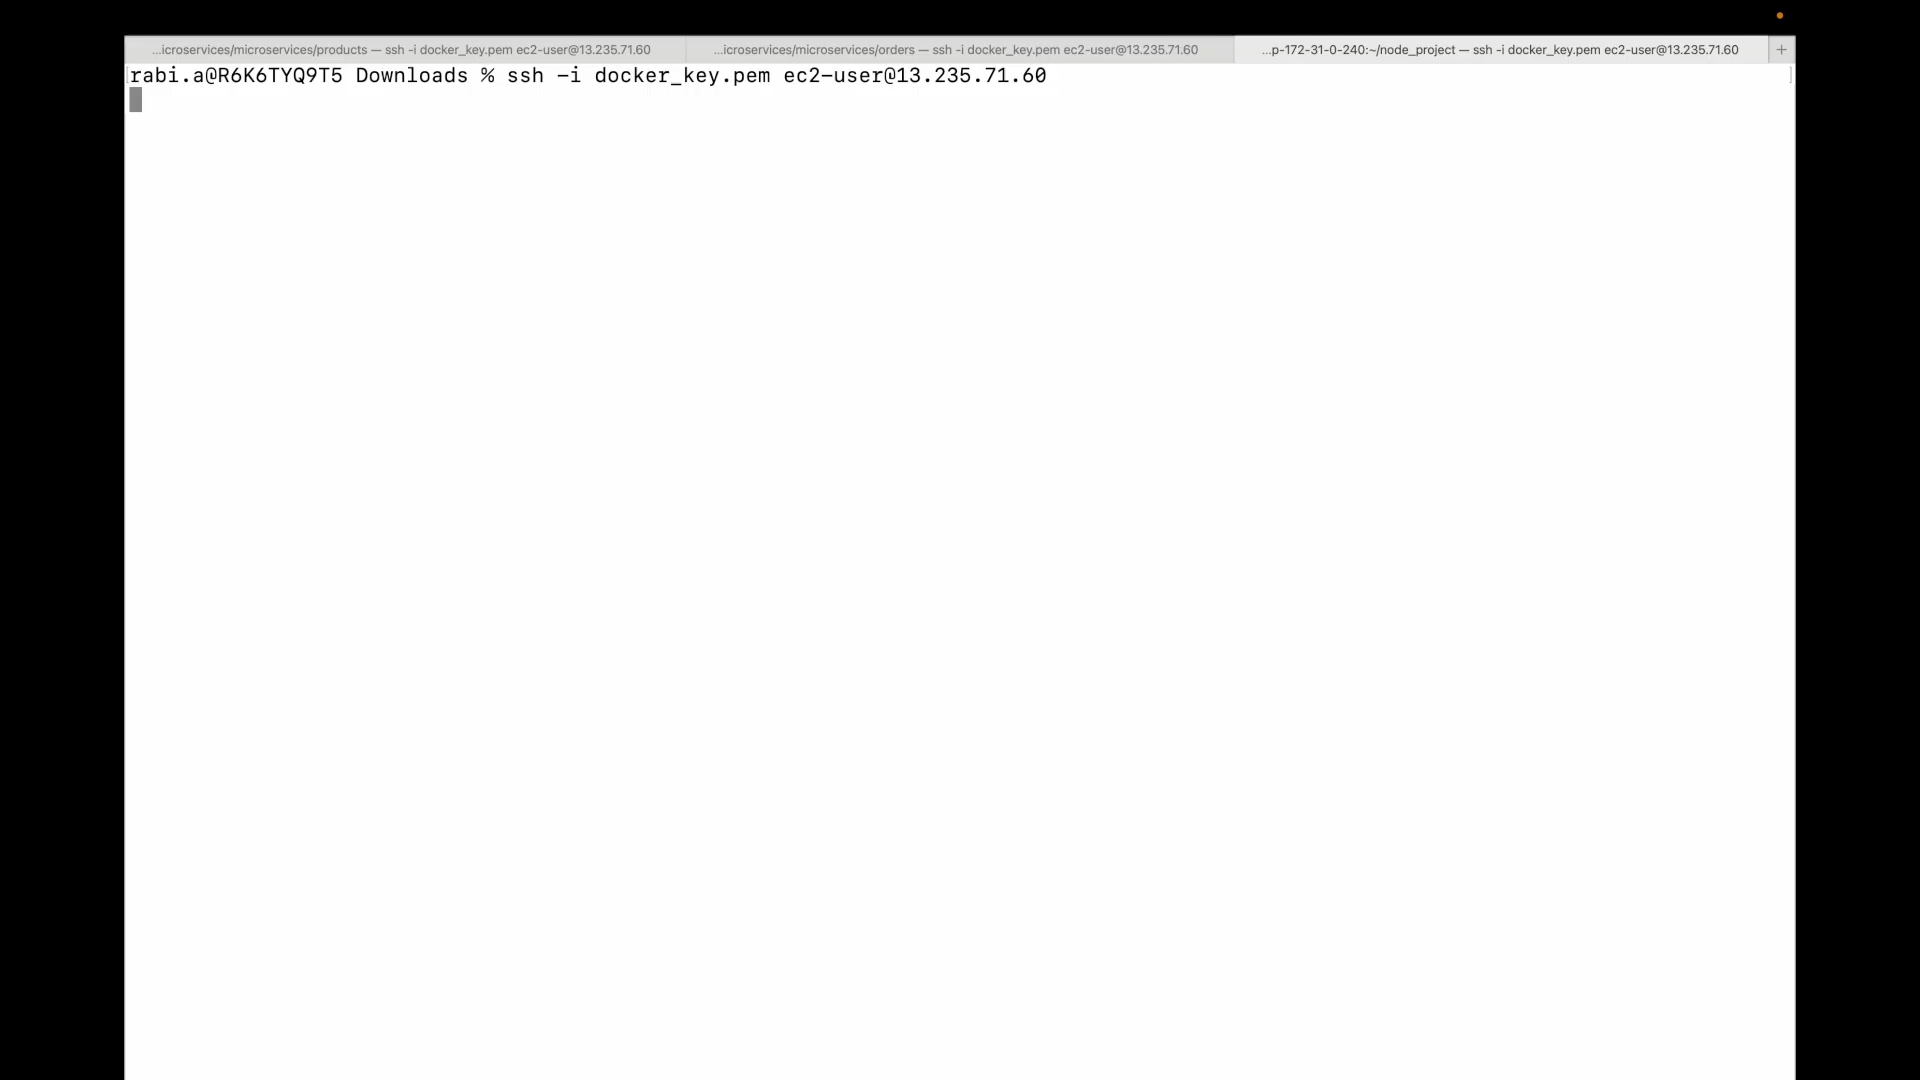 ...icroservices/microservices/products — ssh -i docker_key.pem ec2-user@13.235.71.60
...icroservices/microservices/orders — ssh -i docker_key.pem ec2-user@13.235.71.60
...p-172-31-0-240:~/node_project — ssh -i docker_key.pem ec2-user@13.235.71.60
+
rabi.a@R6K6TYQ9T5 Downloads % ssh -i docker_key.pem ec2-user@13.235.71.60